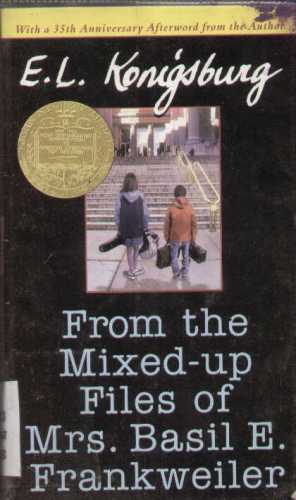 With a 35th Anniversary Afterword from the Author
E.L. Konigsburg
From the
Mixed-up
Files of
Mrs. Basil E.
Frankweiler